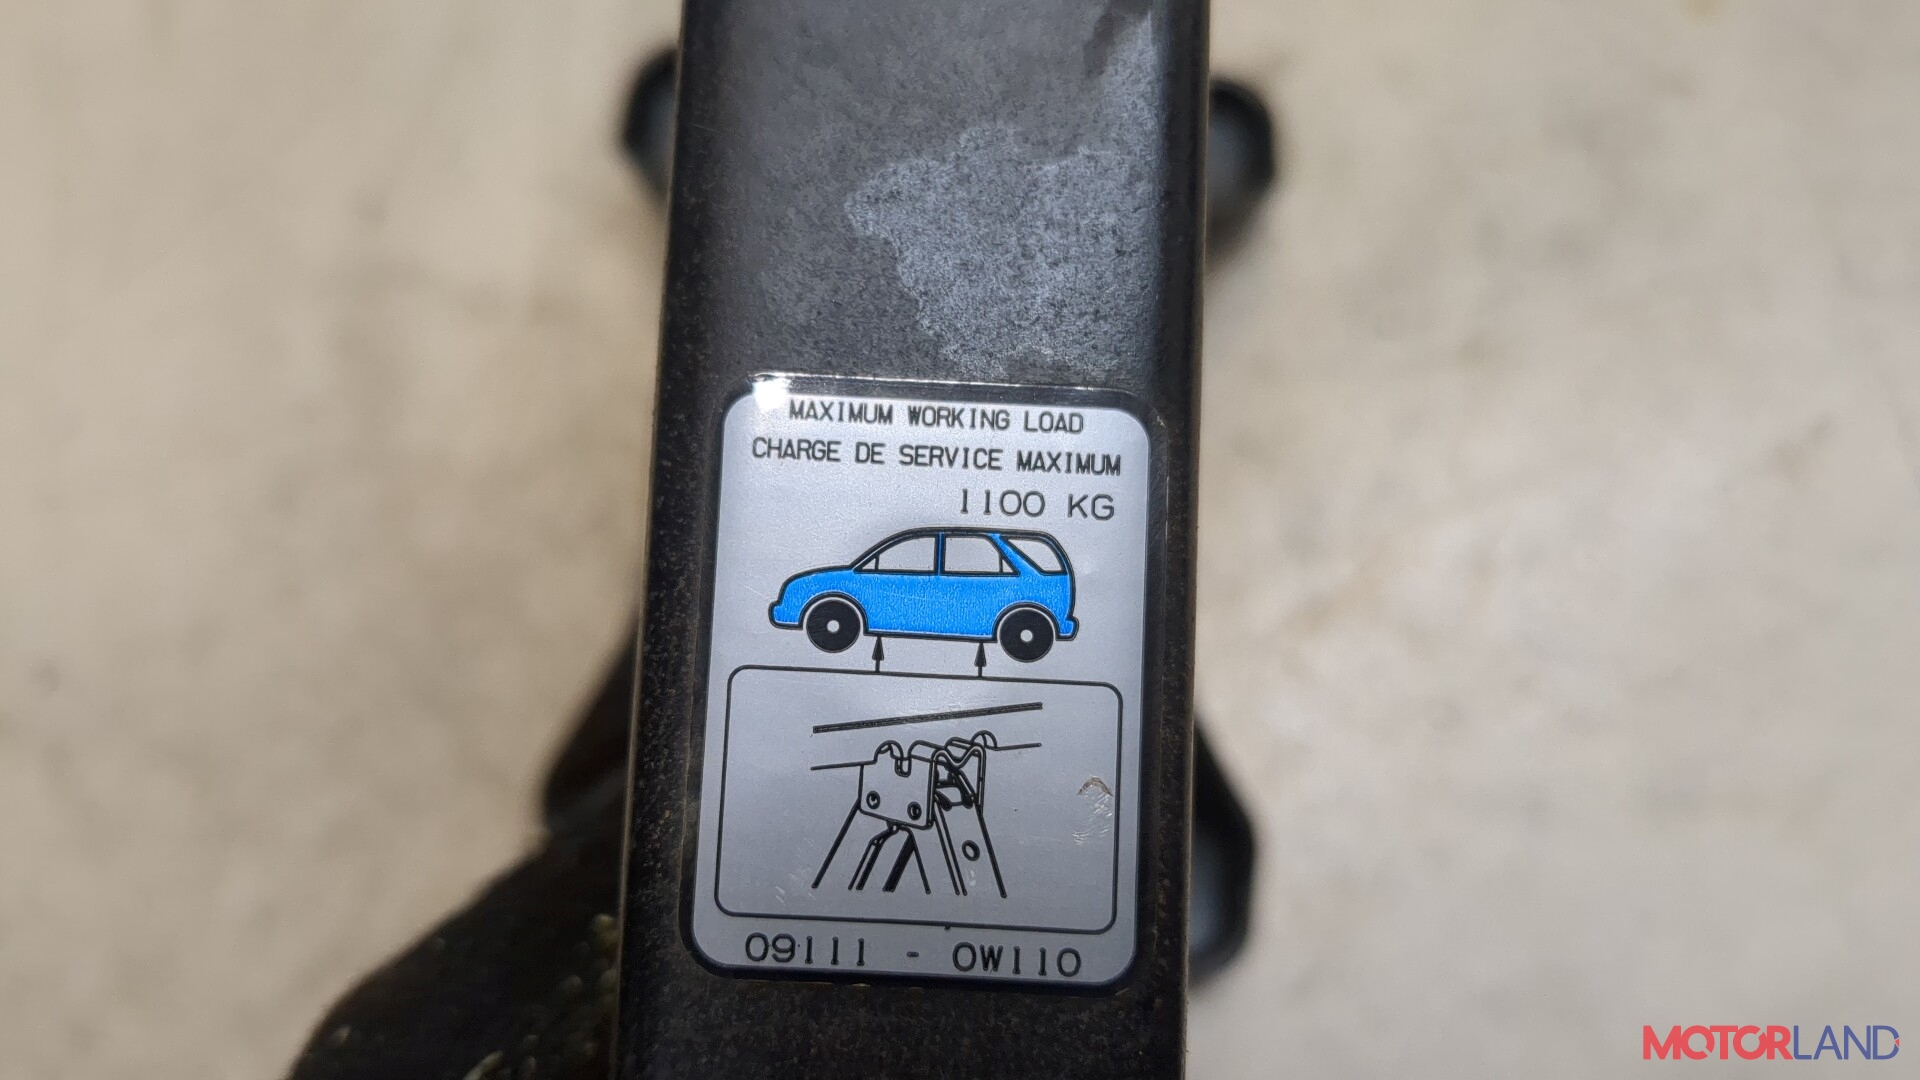 MAXIMUM WORKING LOAD
CHARGE DE SERVICE MAXIMUM
1100 KG
09111 - 0W110
MOTORLAND